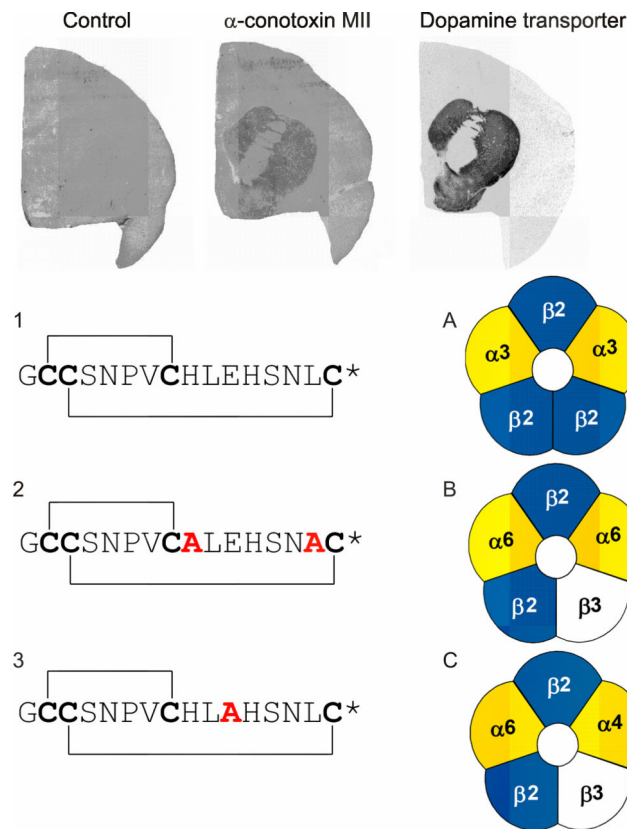 Control α-conotoxin MII Dopamine transporter
1
GCCSNPVCHLEHSNLC*
A
β2
α3 α3
β2 β2
2
GCCSNPVCALEHSNAC*
B
β2
α6 α6
β2 β3
3
GCCSNPVCHLAHSNLC*
C
β2
α6 α4
β2 β3